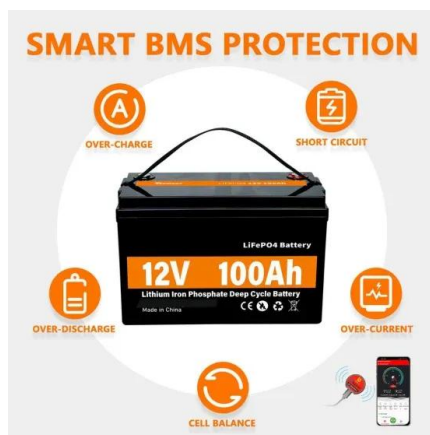 SMART BMS PROTECTION
A
OVER-CHARGE
SHORT CIRCUIT
LiFePO4 Battery
12V 100Ah
Lithium Iron Phosphate Deep Cycle Battery
Made in China
CE
OVER-DISCHARGE
OVER-CURRENT
CELL BALANCE